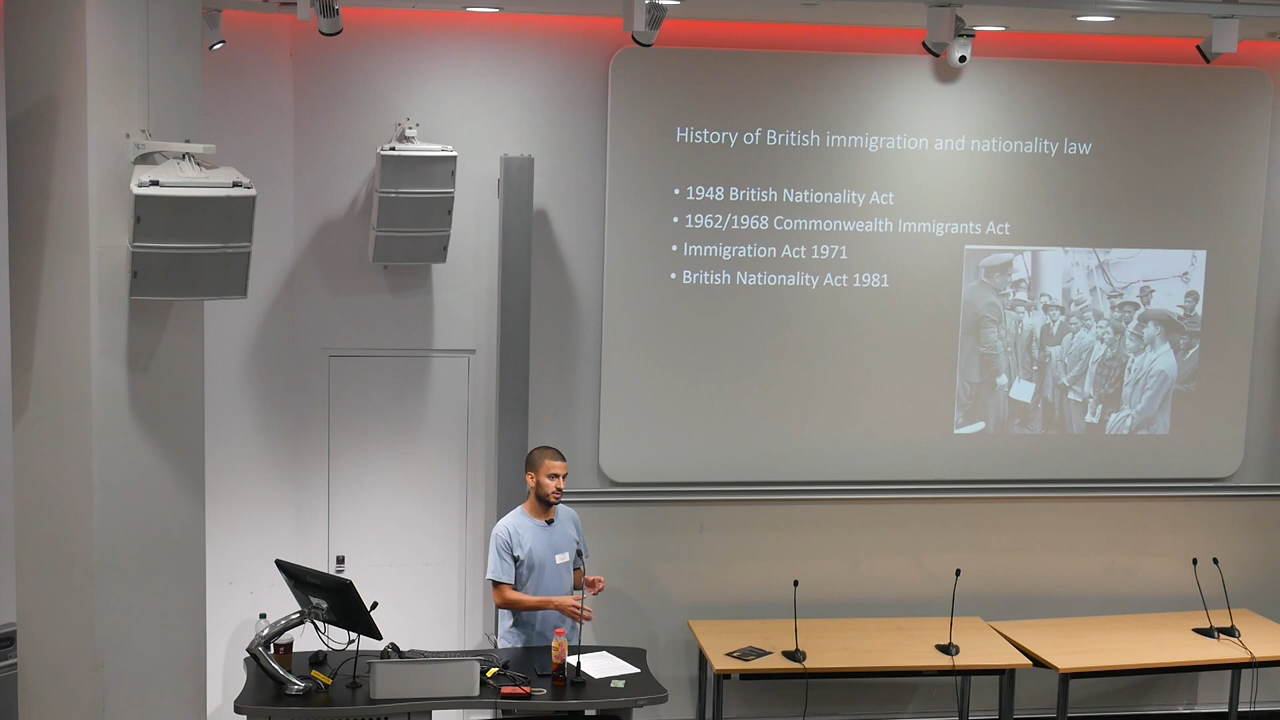 History of British immigration and nationality law
• 1948 British Nationality Act
• 1962/1968 Commonwealth Immigrants Act
• Immigration Act 1971
• British Nationality Act 1981